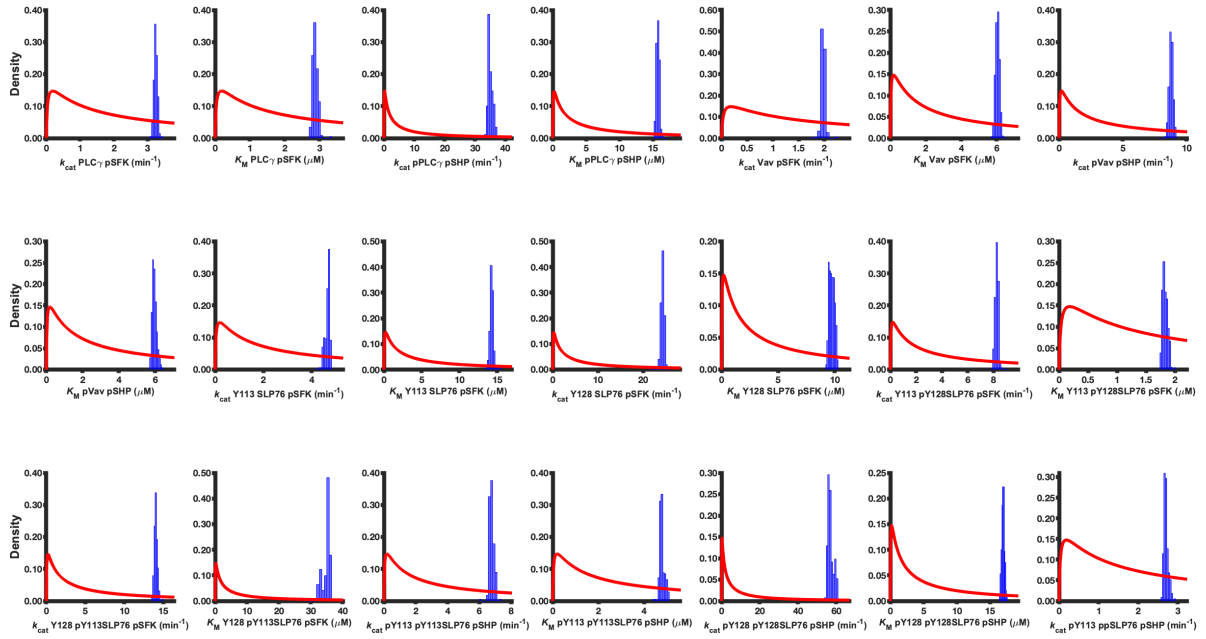 0.40 0.40 0.40 0.40 0.60 0.30 0.40
0.30 0.30 0.30 0.30 0.50 0.25 0.30
0.40 0.20
0.20 0.20 0.20 0.20 0.30 0.15 0.20
0.20 0.10
0.10 0.10 0.10 0.10 0.10 0.05 0.10
0.00 0.00 0.00 0.00 0.00 0.00 0.00
Density
0 1 2 3 0 1 2 3 0 10 20 30 40 0 5 10 15 0 0.5 1 1.5 2 0 2 4 6 0 5 10
kcat PLCγ pSFK (min-1) KM PLCγ pSFK (μM) kcat pPLCγ pSHP (min-1) KM pPLCγ pSHP (μM) kcat Vav pSFK (min-1) KM Vav pSFK (μM) kcat pVav pSHP (min-1)
0.30 0.40 0.50 0.50 0.20 0.40 0.30
0.25 0.30 0.40 0.40 0.15 0.30 0.25
0.20 0.20
0.15 0.20 0.30 0.30 0.10 0.20 0.15
0.10 0.20 0.20 0.10
0.05 0.10 0.10 0.10 0.05 0.10 0.05
0.00 0.00 0.00 0.00 0.00 0.00 0.00
0 2 4 6 0 2 4 0 5 10 15 0 10 20 0 5 10 0 2 4 6 8 0 0.5 1 1.5 2
KM pVav pSHP (μM) kcat Y113 SLP76 pSFK (min-1) KM Y113 SLP76 pSFK (μM) kcat Y128 SLP76 pSFK (min-1) KM Y128 SLP76 pSFK (μM) kcat Y113 pY128SLP76 pSFK (min-1) KM Y113 pY128SLP76 pSFK (μM)
0.40 0.50 0.40 0.40 0.30 0.25 0.30
0.30 0.40 0.30 0.30 0.25 0.20 0.25
0.30 0.20 0.20
0.20 0.20 0.20 0.20 0.15 0.15 0.15
0.10 0.10 0.10
0.10 0.10 0.10 0.10 0.05 0.05 0.05
0.00 0.00 0.00 0.00 0.00 0.00 0.00
Density
0 5 10 15 0 10 20 30 40 0 2 4 6 8 0 2 4 0 20 40 60 0 5 10 15 0 1 2 3
kcat Y128 pY113SLP76 pSFK (min-1) KM Y128 pY113SLP76 pSFK (μM) kcat pY113 pY113SLP76 pSHP (min-1) KM pY113 pY113SLP76 pSHP (μM) kcat pY128 pY128SLP76 pSHP (min-1) KM pY128 pY128SLP76 pSHP (μM) kcat pY113 ppSLP76 pSHP (min-1)